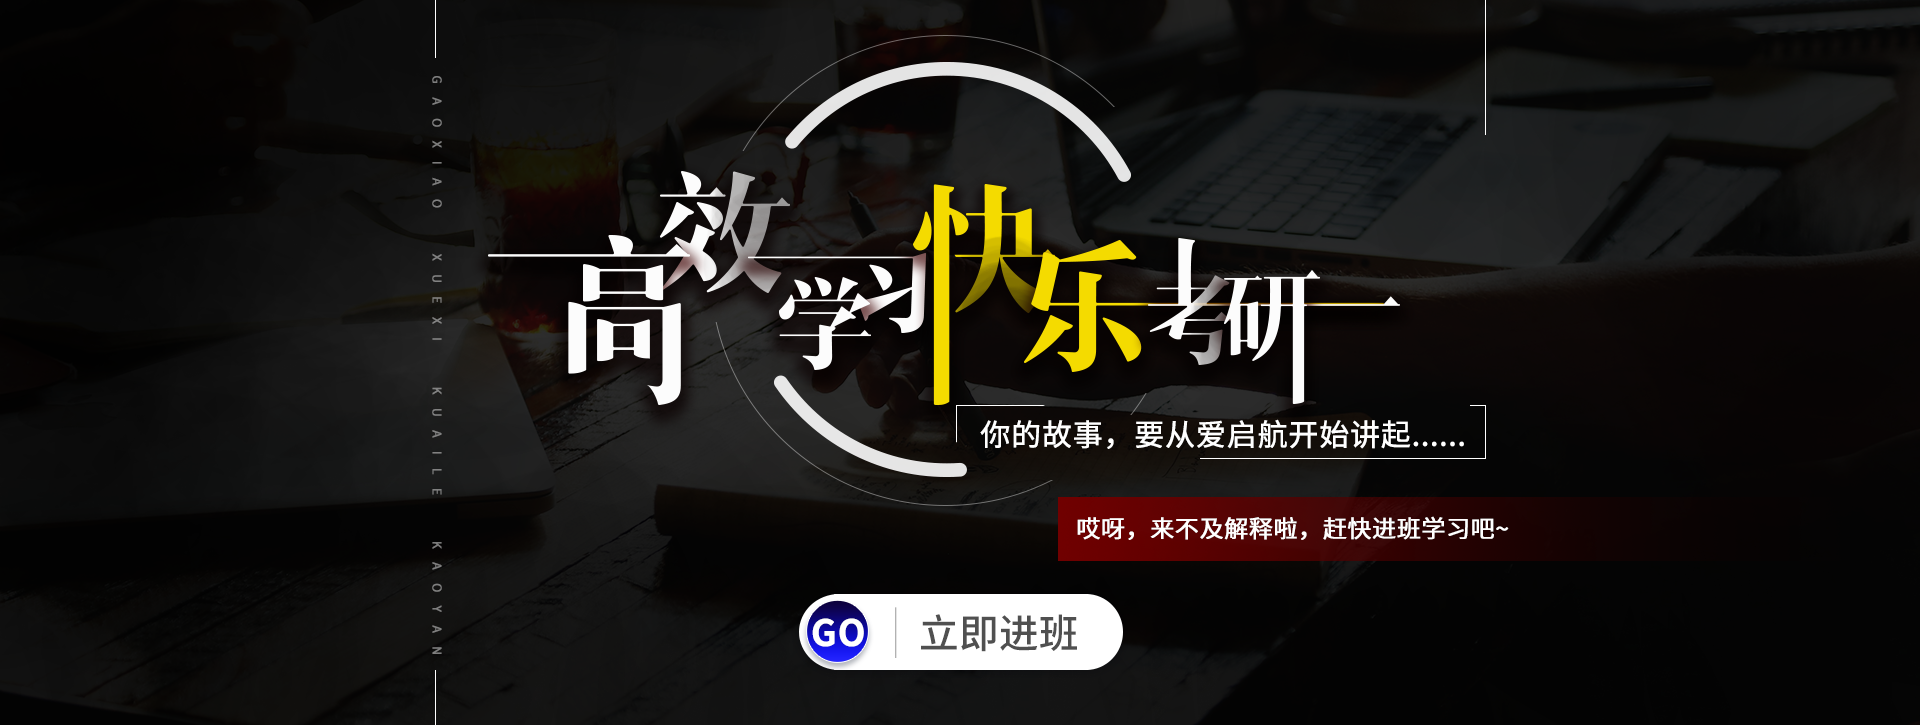 GAOXIAO XUEXI KUAILE KAOYAN
高效学习快乐考研
你的故事，要从爱启航开始讲起......
哎呀，来不及解释啦，赶快进班学习吧~
GO 立即进班